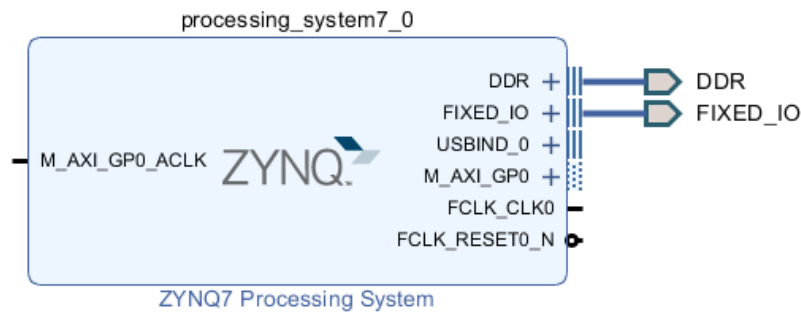 processing_system7_0
DDR
DDR
FIXED_IO
FIXED_IO
USBIND_0
M_AXI_GP0_ACLK
ZYNQ
M_AXI_GP0
FCLK_CLK0
FCLK_RESET0_N
ZYNQ7 Processing System